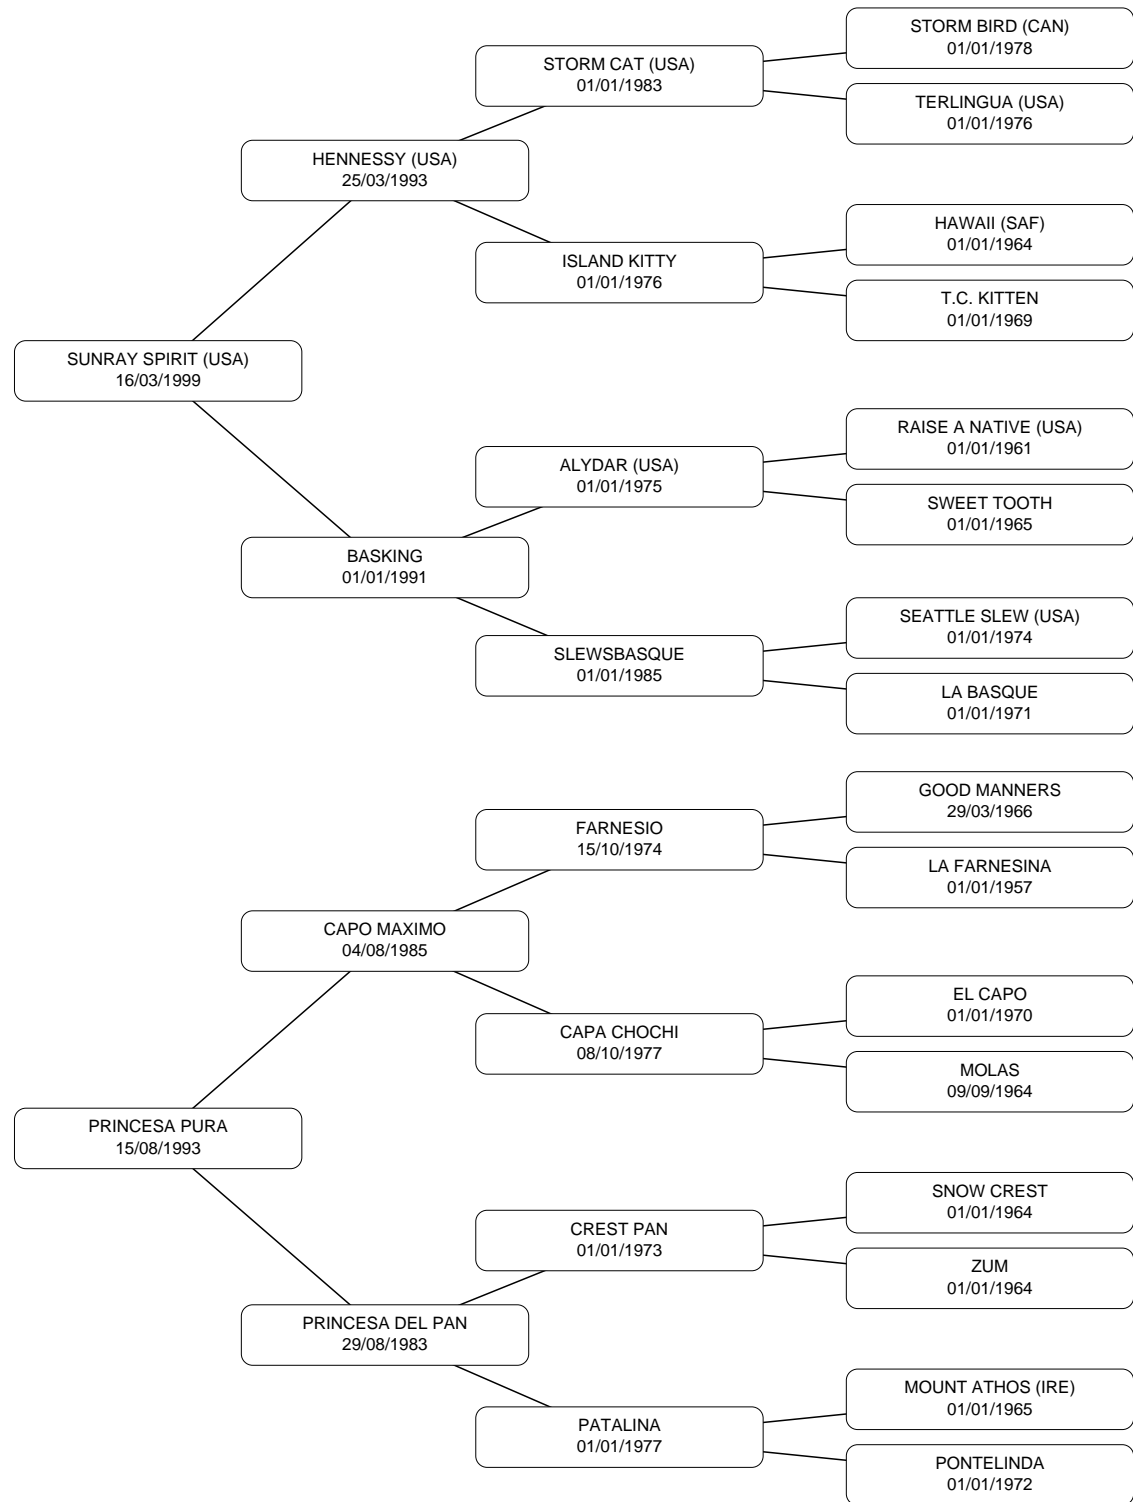 STORM BIRD (CAN)
01/01/1978
STORM CAT (USA)
01/01/1983
TERLINGUA (USA)
01/01/1976
HENNESSY (USA)
25/03/1993
HAWAII (SAF)
01/01/1964
ISLAND KITTY
01/01/1976
T.C. KITTEN
01/01/1969
SUNRAY SPIRIT (USA)
16/03/1999
RAISE A NATIVE (USA)
01/01/1961
ALYDAR (USA)
01/01/1975
SWEET TOOTH
01/01/1965
BASKING
01/01/1991
SEATTLE SLEW (USA)
01/01/1974
SLEWSBASQUE
01/01/1985
LA BASQUE
01/01/1971
GOOD MANNERS
29/03/1966
FARNESIO
15/10/1974
LA FARNESINA
01/01/1957
CAPO MAXIMO
04/08/1985
EL CAPO
01/01/1970
CAPA CHOCHI
08/10/1977
MOLAS
09/09/1964
PRINCESA PURA
15/08/1993
SNOW CREST
01/01/1964
CREST PAN
01/01/1973
ZUM
01/01/1964
PRINCESA DEL PAN
29/08/1983
MOUNT ATHOS (IRE)
01/01/1965
PATALINA
01/01/1977
PONTELINDA
01/01/1972